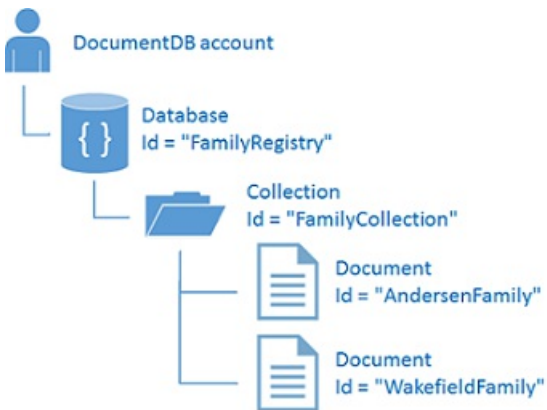 DocumentDB account
Database
{ }
Id = "FamilyRegistry"
Collection
Id = "FamilyCollection"
Document
Id = "AndersenFamily"
Document
Id = "WakefieldFamily"